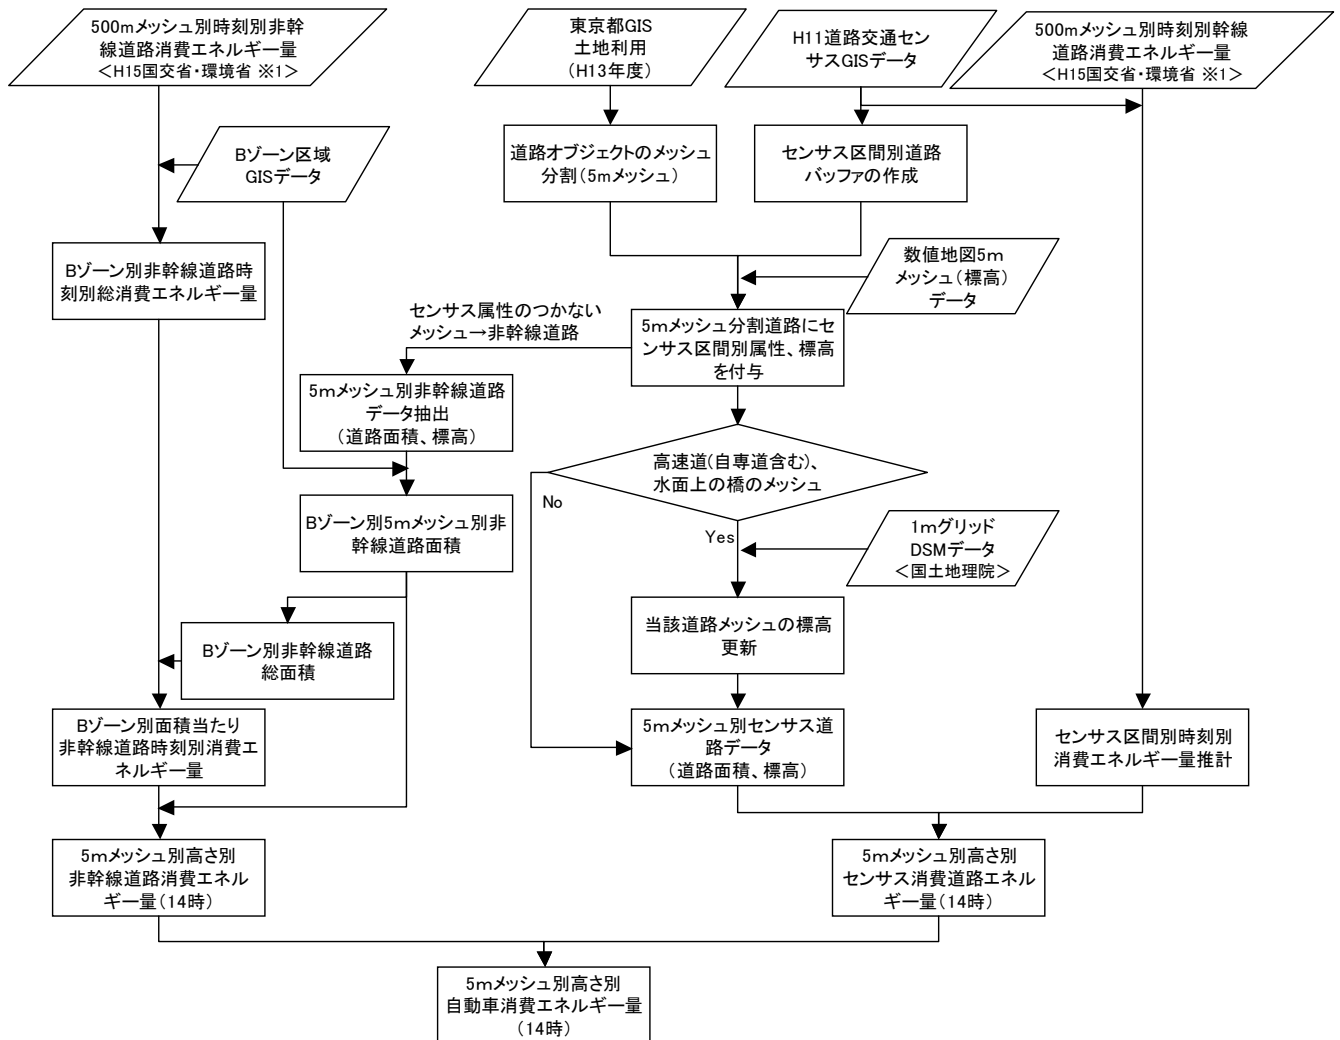 500mメッシュ別時刻別非幹
線道路消費エネルギー量
＜H15国交省・環境省 ※1＞
東京都GIS
土地利用
（H13年度）
H11道路交通セン
サスGISデータ
500mメッシュ別時刻別幹線
道路消費エネルギー量
＜H15国交省・環境省 ※1＞
Bゾーン区域
GISデータ
道路オブジェクトのメッシュ
分割（5mメッシュ）
センサス区間別道路
バッファの作成
Bゾーン別非幹線道路時
刻別総消費エネルギー量
数値地図5m
メッシュ（標高）
データ
センサス属性のつかない
メッシュ→非幹線道路
5mメッシュ分割道路にセ
ンサス区間別属性、標高
を付与
5mメッシュ別非幹線道路
データ抽出
（道路面積、標高）
高速道(自専道含む)、
水面上の橋のメッシュ
No
Yes
Bゾーン別5mメッシュ別非
幹線道路面積
1mグリッド
DSMデータ
＜国土地理院＞
Bゾーン別非幹線道路
総面積
当該道路メッシュの標高
更新
Bゾーン別面積当たり
非幹線道路時刻別消費エ
ネルギー量
5mメッシュ別センサス道
路データ
（道路面積、標高）
センサス区間別時刻別
消費エネルギー量推計
5mメッシュ別高さ別
非幹線道路消費エネル
ギー量（14時）
5mメッシュ別高さ別
センサス消費道路エネル
ギー量（14時）
5mメッシュ別高さ別
自動車消費エネルギー量
（14時）